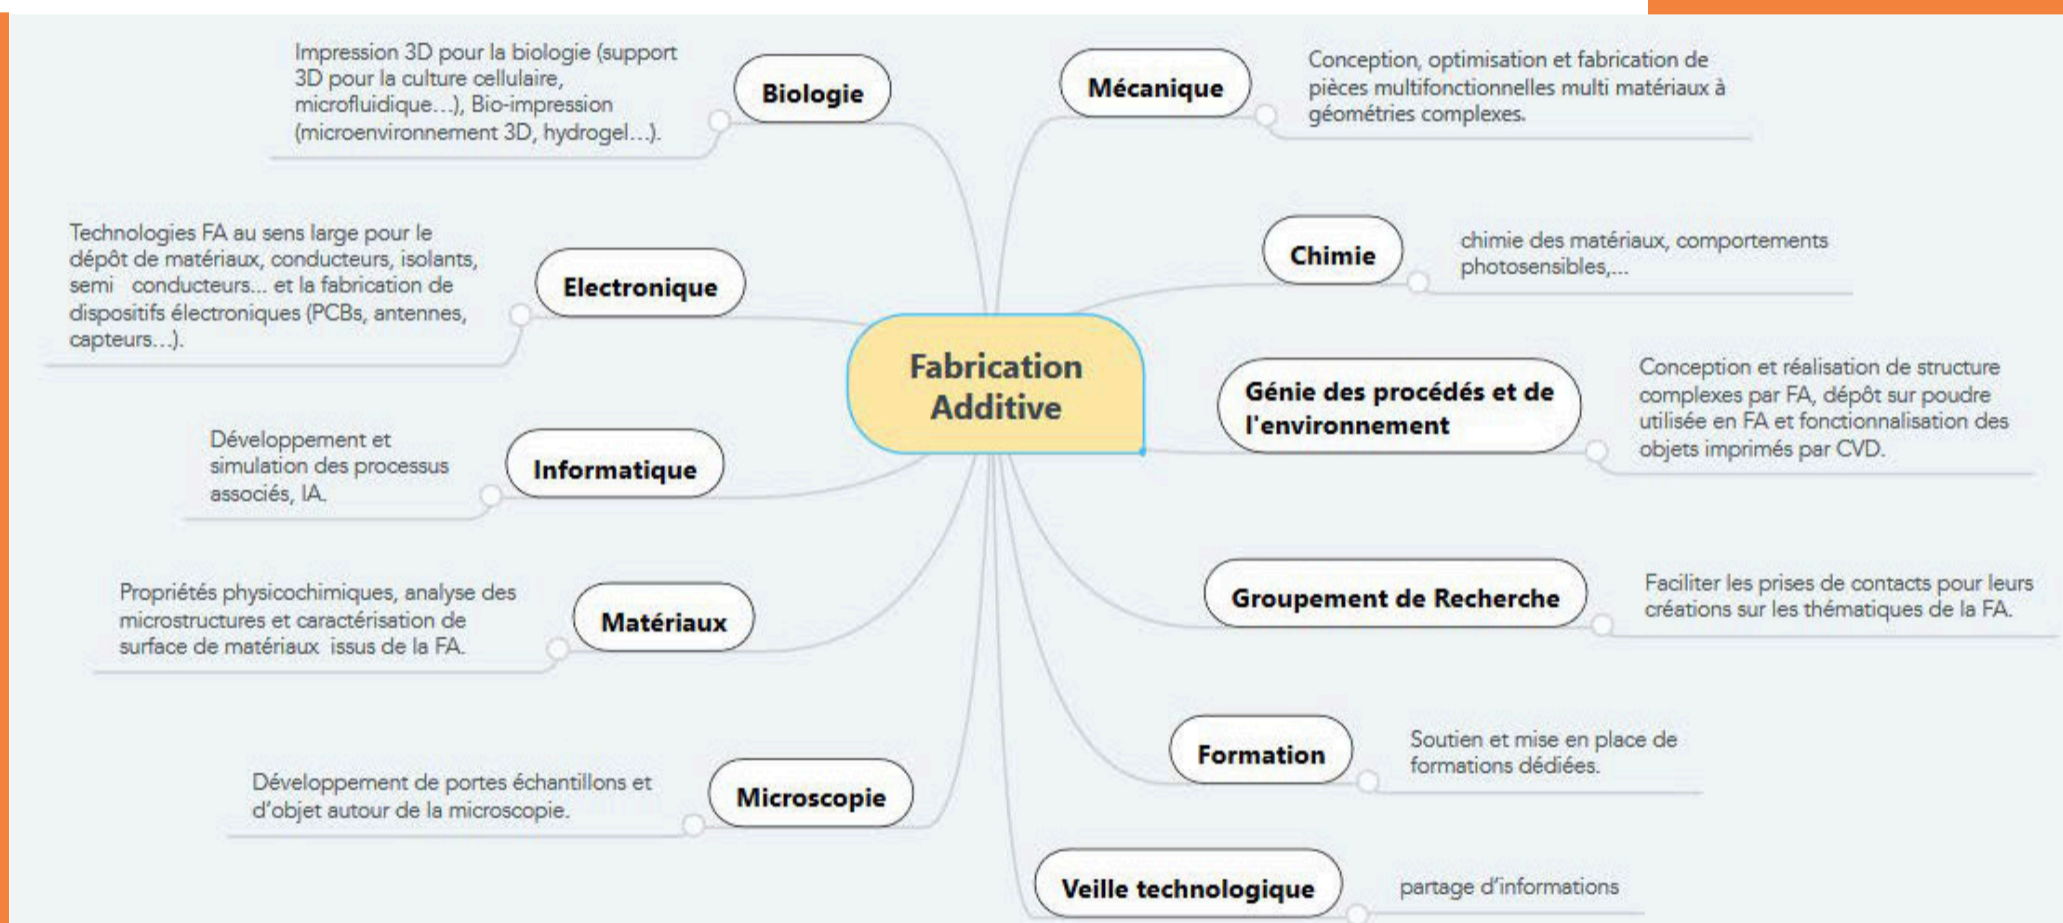 Impression 3D pour la biologie (support
3D pour la culture cellulaire,
microfluidique...), Bio-impression
(microenvironnement 3D, hydrogel...).
Biologie
Technologies FA au sens large pour le
dépôt de matériaux, conducteurs, isolants,
semi conducteurs... et la fabrication de
dispositifs électroniques (PCBs, antennes,
capteurs...).
Electronique
Développement et
simulation des processus
associés, IA.
Informatique
Propriétés physicochimiques, analyse des
microstructures et caractérisation de
surface de matériaux issus de la FA.
Matériaux
Développement de portes échantillons et
d'objet autour de la microscopie.
Microscopie
Fabrication
Additive
Mécanique
Conception, optimisation et fabrication de
pièces multifonctionnelles multi matériaux à
géométries complexes.
Chimie
chimie des matériaux, comportements
photosensibles,...
Génie des procédés et de
l'environnement
Conception et réalisation de structure
complexes par FA, dépôt sur poudre
utilisée en FA et fonctionnalisation des
objets imprimés par CVD.
Groupement de Recherche
Faciliter les prises de contacts pour leurs
créations sur les thématiques de la FA.
Formation
Soutien et mise en place de
formations dédiées.
Veille technologique
partage d'informations